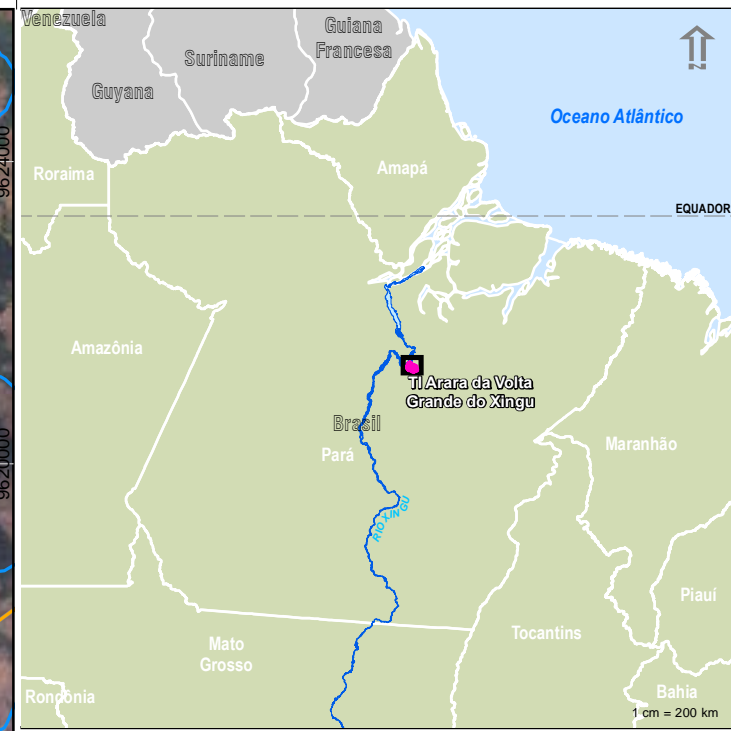 Venezuela
Guiana
Francesa
Suriname
Guyana
N
Oceano Atlântico
9624000
Roraima
Amapá
EQUADOR
Amazônia
TI Arara da Volta
Grande do Xingu
Brasil
Pará
Maranhão
9620000
RIO XINGU
Piauí
Tocantins
Mato
Grosso
Rondônia
Bahia
1 cm = 200 km